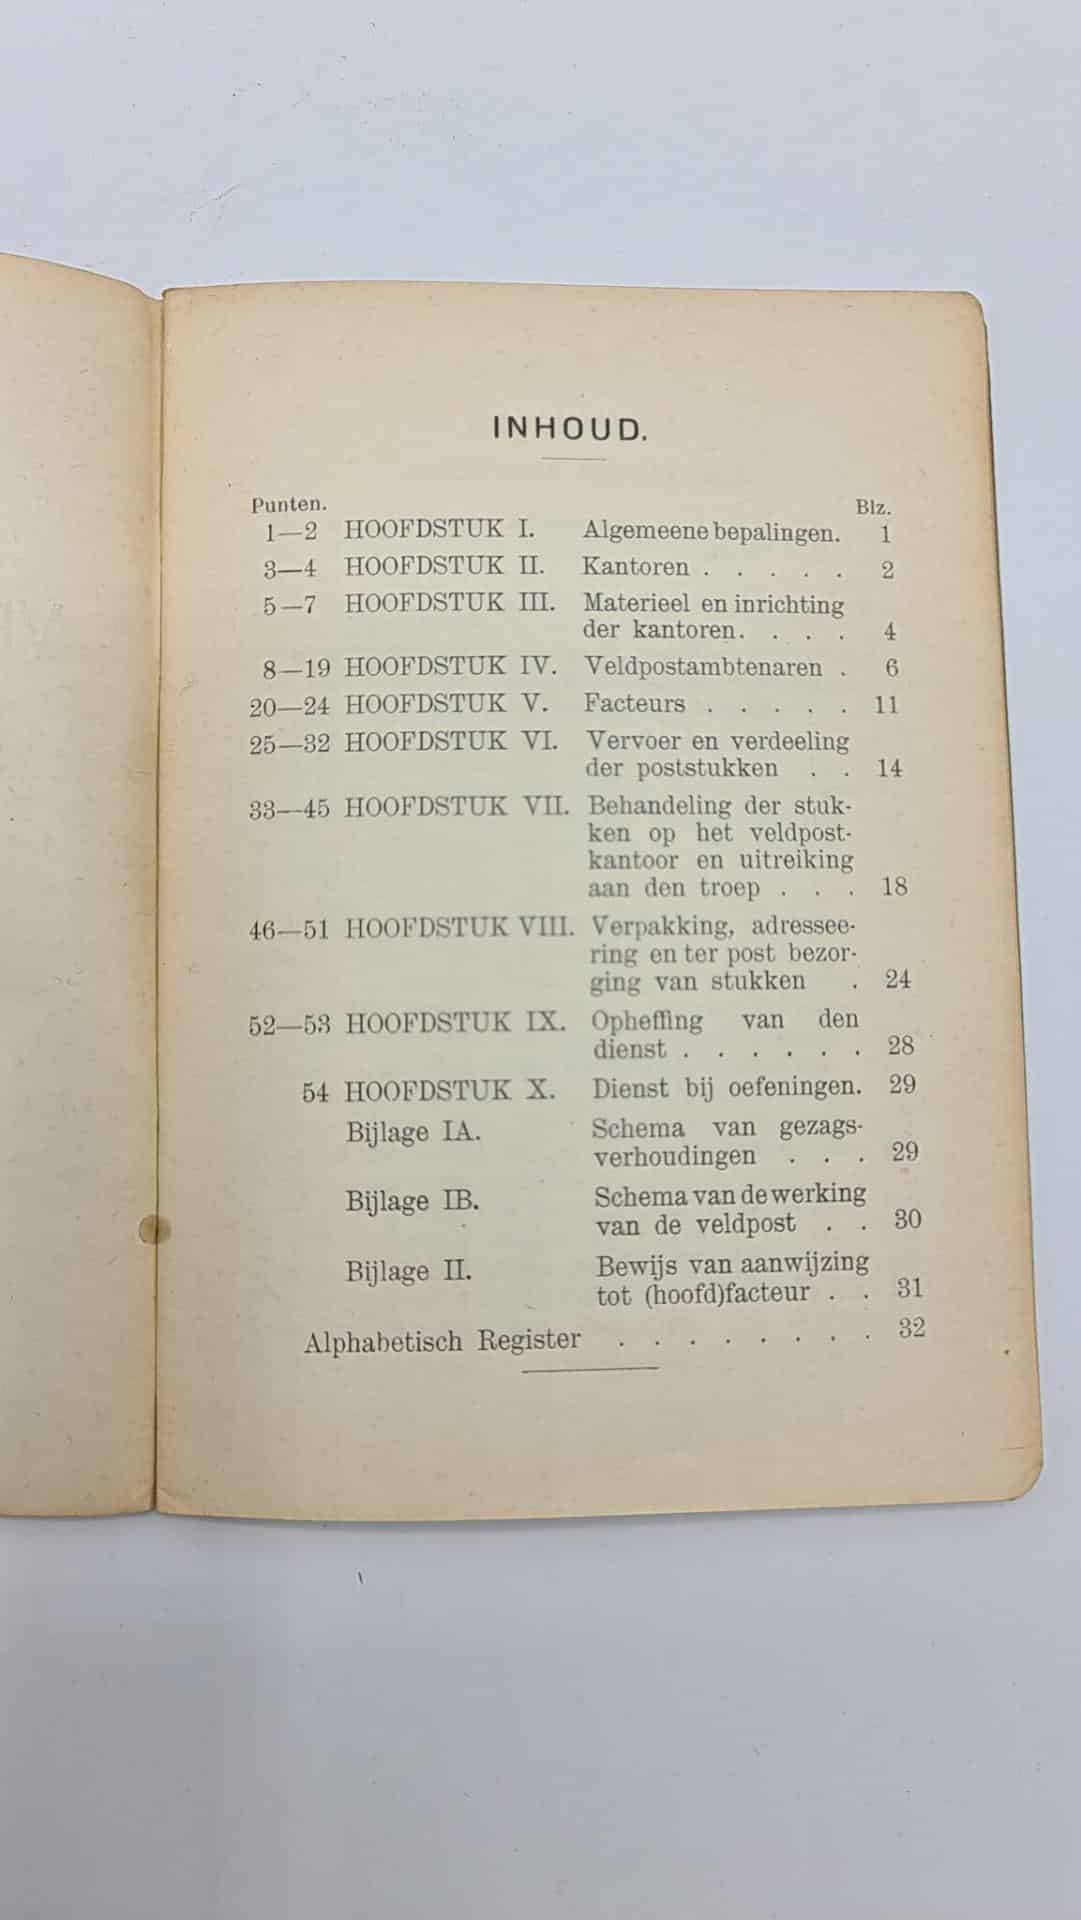 INHOUD.
Punten. Blz.
1—2 HOOFDSTUK I. Algemeene bepalingen. 1
3—4 HOOFDSTUK II. Kantoren . . . . . 2
5—7 HOOFDSTUK III. Materieel en inrichting
der kantoren. . . . . 4
8—19 HOOFDSTUK IV. Veldpostambtenaren . 6
20—24 HOOFDSTUK V. Facteurs . . . . . 11
25—32 HOOFDSTUK VI. Vervoer en verdeeling
der poststukken . . 14
33—45 HOOFDSTUK VII. Behandeling der stuk-
ken op het veldpost-
kantoor en uitreiking
aan den troep . . . 18
46—51 HOOFDSTUK VIII. Verpakking, adressee-
ring en ter post bezor-
ging van stukken . 24
52—53 HOOFDSTUK IX. Opheffing van den
dienst . . . . . . 28
54 HOOFDSTUK X. Dienst bij oefeningen. 29
Bijlage IA. Schema van gezags-
verhoudingen . . . 29
Bijlage IB. Schema van de werking
van de veldpost . . 30
Bijlage II. Bewijs van aanwijzing
tot (hoofd)facteur . . 31
Alphabetisch Register . . . . . . . . 32